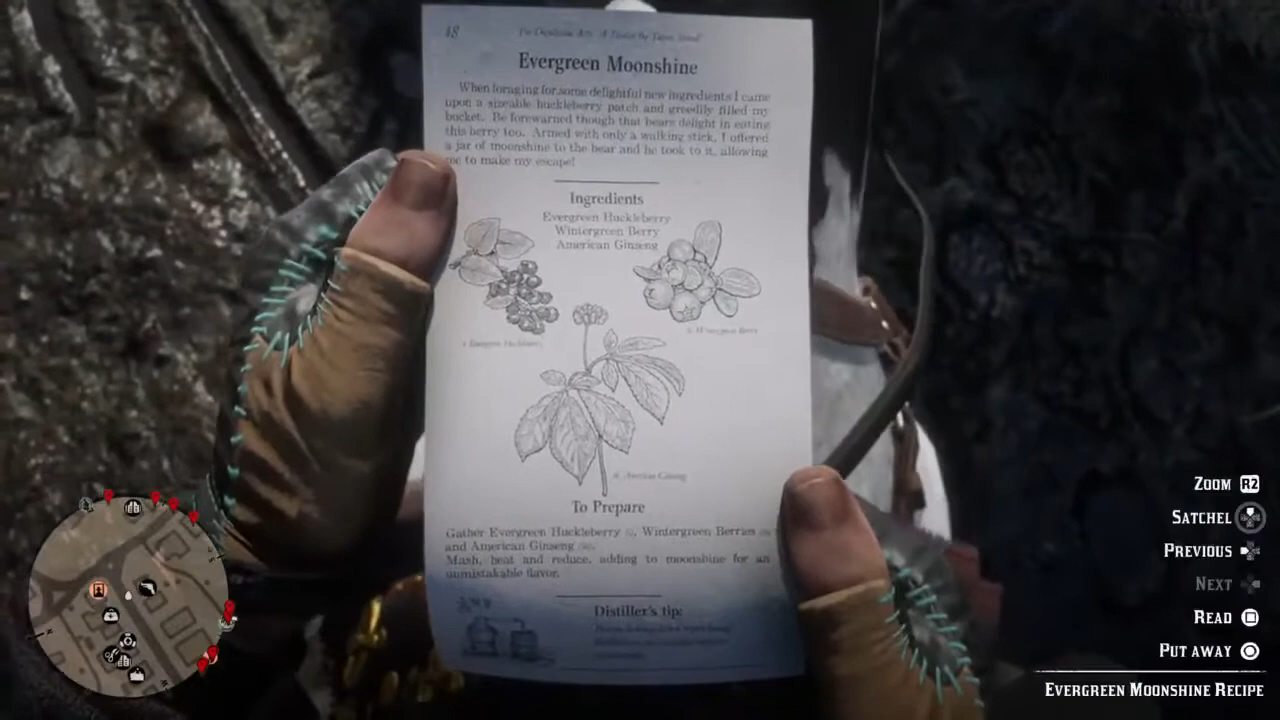 48
Evergreen Moonshine
When foraging for some delightful new ingredients I came
upon a sizeable huckleberry patch and greedily filled my
bucket. Be forewarned though that bears delight in eating
this berry too. Armed with only a walking stick, I offered
a jar of moonshine to the bear and he took to it, allowing
me to make my escape!
Ingredients
Evergreen Huckleberry
Wintergreen Berry
American Ginseng
To Prepare
Gather Evergreen Huckleberry Wintergreen Berries
and American Ginseng
Mash, heat and reduce, adding to moonshine for an
unmistakable flavor.
Distiller's tip:
ZOOM R2
SATCHEL
PREVIOUS
NEXT
READ
PUT AWAY
EVERGREEN MOONSHINE RECIPE